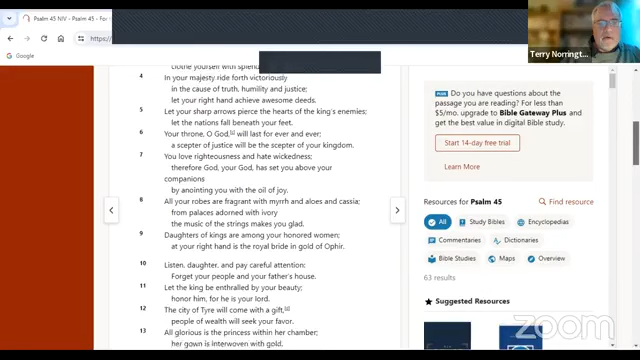 Psalm 45 NIV - Psalm 45 - For t
https://
Google
clothe yourself with splend
4 In your majesty ride forth victoriously
in the cause of truth, humility and justice;
let your right hand achieve awesome deeds.
5 Let your sharp arrows pierce the hearts of the king's enemies;
let the nations fall beneath your feet.
6 Your throne, O God,[c] will last for ever and ever;
a scepter of justice will be the scepter of your kingdom.
7 You love righteousness and hate wickedness;
therefore God, your God, has set you above your
companions
by anointing you with the oil of joy.
8 All your robes are fragrant with myrrh and aloes and cassia;
from palaces adorned with ivory
the music of the strings makes you glad.
9 Daughters of kings are among your honored women;
at your right hand is the royal bride in gold of Ophir.
10 Listen, daughter, and pay careful attention:
Forget your people and your father's house.
11 Let the king be enthralled by your beauty;
honor him, for he is your lord.
12 The city of Tyre will come with a gift,[d]
people of wealth will seek your favor.
13 All glorious is the princess within her chamber;
her gown is interwoven with gold.
Terry Norringt...
PLUS Do you have questions about the
passage you are reading? For less than
$5/mo. upgrade to Bible Gateway Plus and
get the best value in digital Bible study.
Start 14-day free trial
Learn More
Resources for Psalm 45
Find resource
All Study Bibles Encyclopedias
Commentaries Dictionaries
Bible Studies Maps Overview
63 results
Suggested Resources
zoom